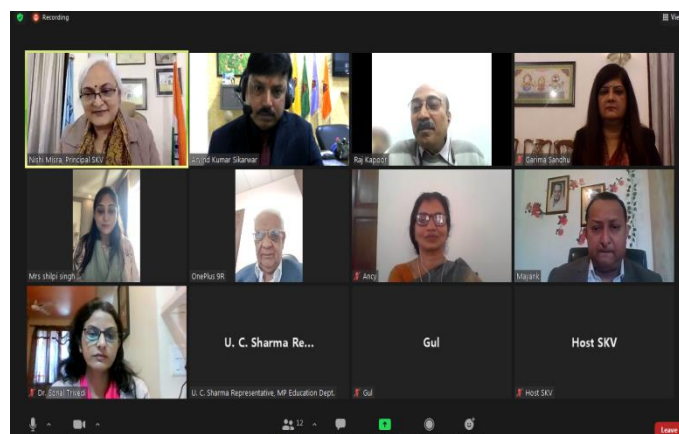 Recording
Vie
Nishi Misra, Principal SKV
Arvind Kumar Sikarwar
Raj Kapoor
Garima Sandhu
Mrs shilpi singh
OnePlus 9R
Ancy
Mayank
Dr. Sonal Trivedi
U. C. Sharma Re...
U. C. Sharma Representative, MP Education Dept.
Gul
Gul
Host SKV
Host SKV
12
Leave